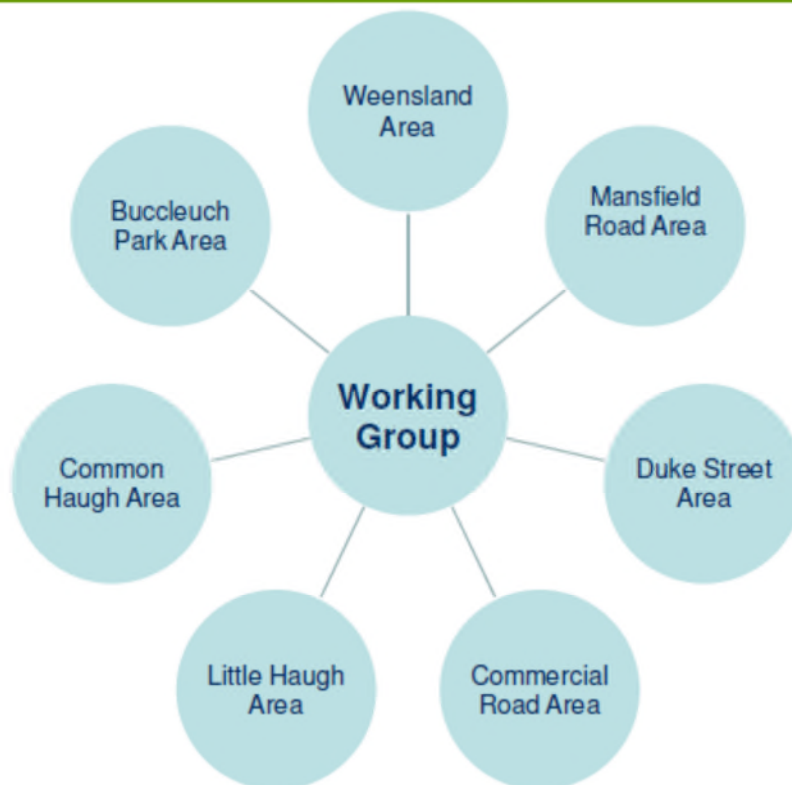 Weensland
Area
Mansfield
Road Area
Duke Street
Area
Commercial
Road Area
Little Haugh
Area
Common
Haugh Area
Buccleuch
Park Area
Working
Group